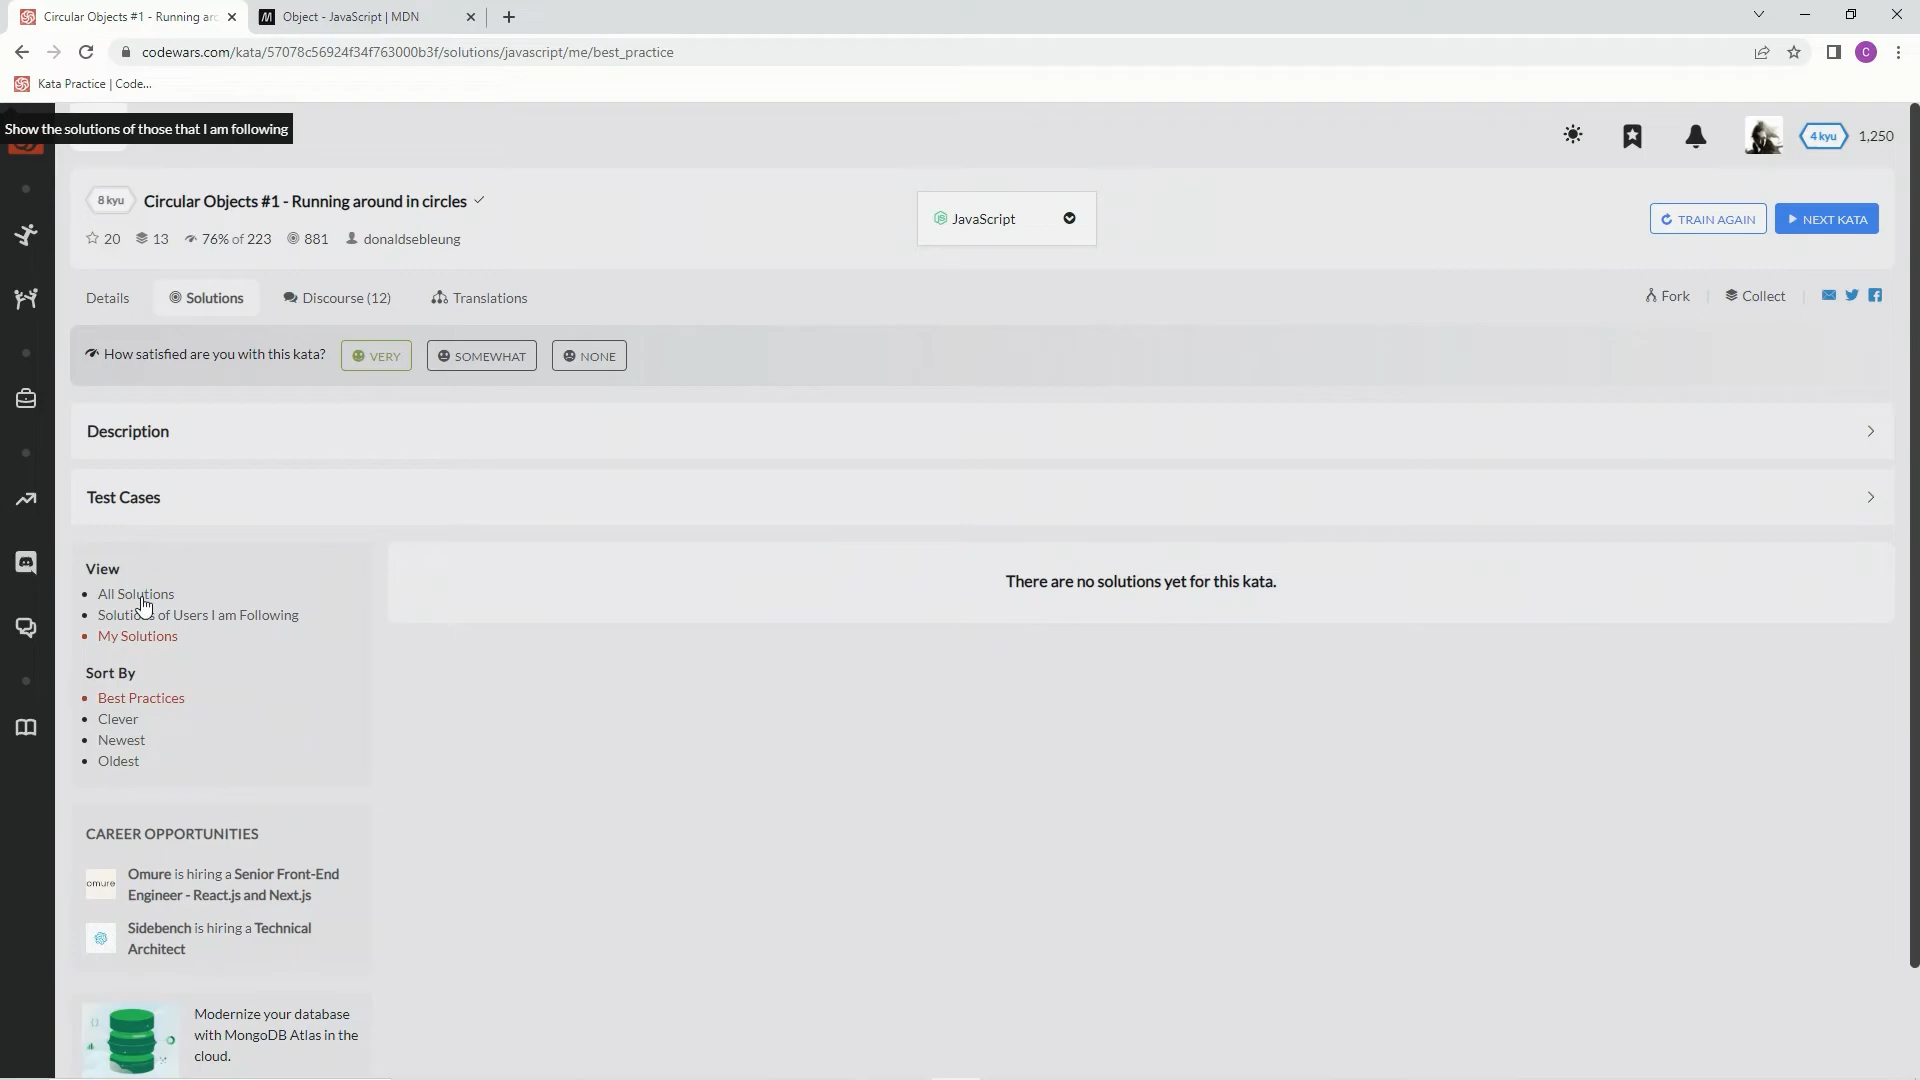 Circular Objects #1 - Running ar
Object - JavaScript | MDN
codewars.com/kata/57078c56924f34f763000b3f/solutions/javascript/me/best_practice
C
Kata Practice | Code...
Show the solutions of those that I am following
4 kyu
1,250
8 kyu
Circular Objects #1 - Running around in circles
JavaScript
TRAIN AGAIN
NEXT KATA
20
13
76% of 223
881
donaldsebleung
Details
Solutions
Discourse (12)
Translations
Fork
Collect
How satisfied are you with this kata?
VERY
SOMEWHAT
NONE
Description
Test Cases
View
All Solutions
Solutions of Users I am Following
My Solutions
There are no solutions yet for this kata.
Sort By
Best Practices
Clever
Newest
Oldest
CAREER OPPORTUNITIES
omure
Omure is hiring a Senior Front-End
Engineer - React.js and Next.js
Sidebench is hiring a Technical
Architect
Modernize your database
with MongoDB Atlas in the
cloud.